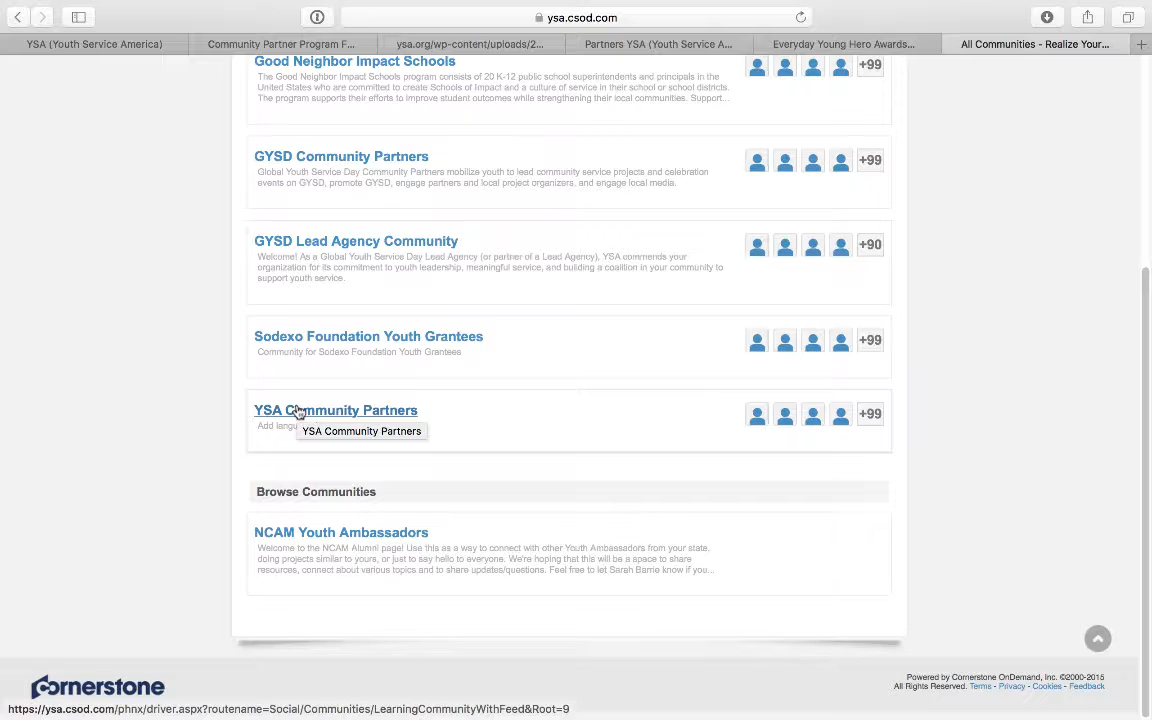 ysa.csod.com
YSA (Youth Service America)
Community Partner Program F...
ysa.org/wp-content/uploads/2...
Partners YSA (Youth Service A...
Everyday Young Hero Awards...
All Communities - Realize Your...
Good Neighbor Impact Schools
+99
The Good Neighbor Impact Schools program consists of 20 K-12 public school superintendents and principals in the
United States who are committed to create Schools of Impact and a culture of service in their school or school districts.
The program supports their efforts to improve student outcomes while strengthening their local communities. Support...
GYSD Community Partners
+99
Global Youth Service Day Community Partners mobilize youth to lead community service projects and celebration
events on GYSD, promote GYSD, engage partners and local project organizers, and engage local media.
GYSD Lead Agency Community
+90
Welcome! As a Global Youth Service Day Lead Agency (or partner of a Lead Agency), YSA commends your
organization for its commitment to youth leadership, meaningful service, and building a coalition in your community to
support youth service.
Sodexo Foundation Youth Grantees
+99
Community for Sodexo Foundation Youth Grantees
YSA Community Partners
+99
Add langu
YSA Community Partners
Browse Communities
NCAM Youth Ambassadors
Welcome to the NCAM Alumni page! Use this as a way to connect with other Youth Ambassadors from your state,
doing projects similar to yours, or just to say hello to everyone. We're hoping that this will be a space to share
resources, connect about various topics and to share updates/questions. Feel free to let Sarah Barrie know if you...
Cornerstone
Powered by Cornerstone OnDemand, Inc. ©2000-2015
All Rights Reserved. Terms - Privacy - Cookies - Feedback
https://ysa.csod.com/phnx/driver.aspx?routename=Social/Communities/LearningCommunityWithFeed&Root=9